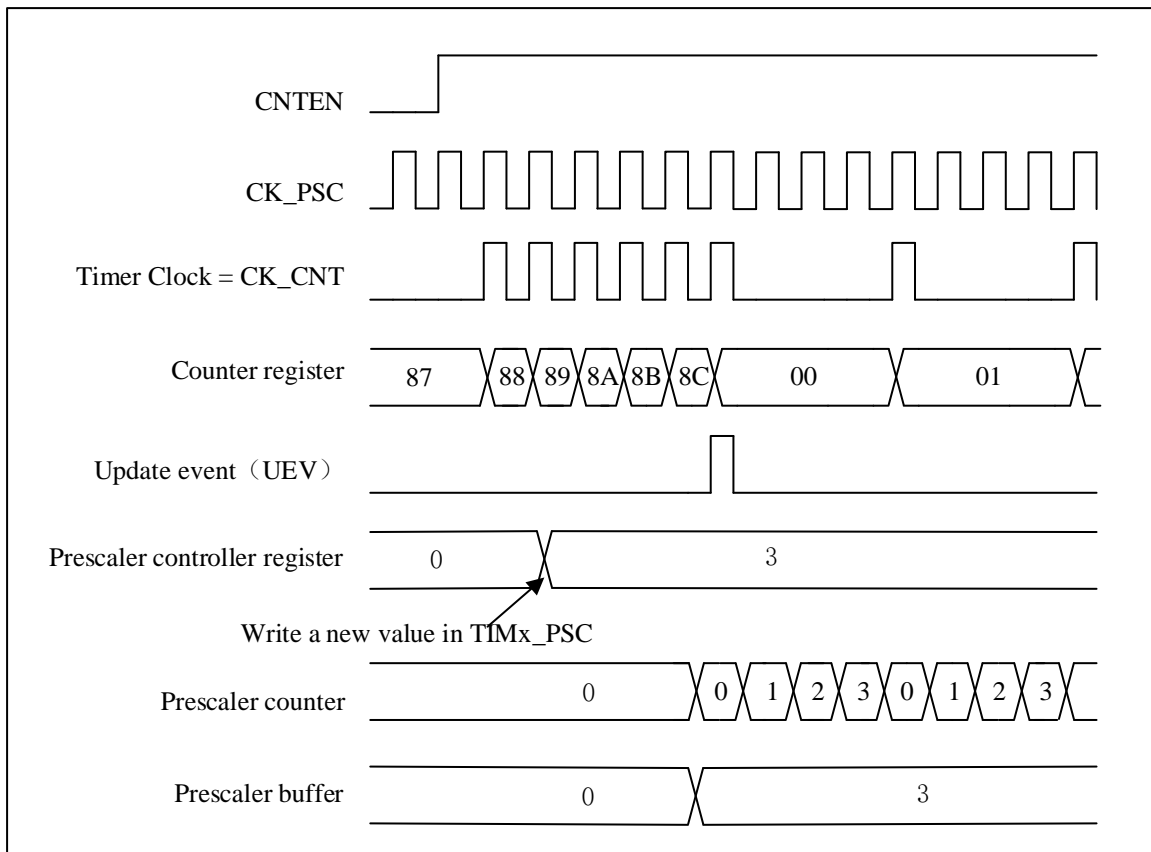 CNTEN
CK_PSC
Timer Clock = CK_CNT
Counter register
87 88 89 8A 8B 8C 00 01
Update event（UEV）
Prescaler controller register
0 3
Write a new value in TIMx_PSC
Prescaler counter
0 0 1 2 3 0 1 2 3
Prescaler buffer
0 3